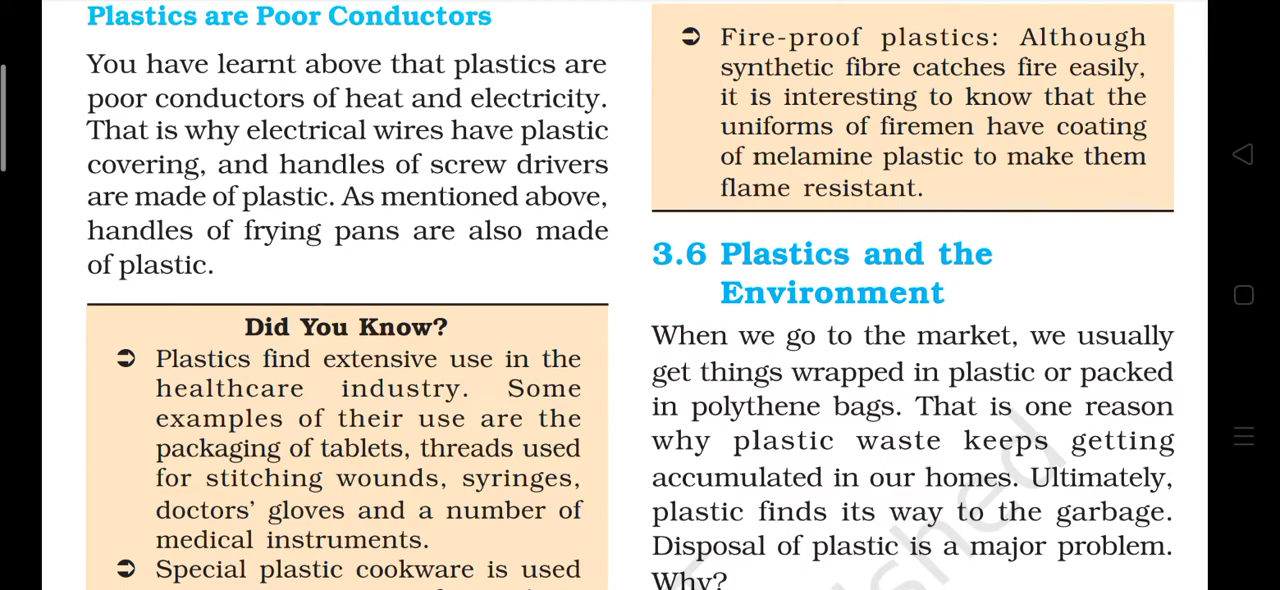 Plastics are Poor Conductors
You have learnt above that plastics are
poor conductors of heat and electricity.
That is why electrical wires have plastic
covering, and handles of screw drivers
are made of plastic. As mentioned above,
handles of frying pans are also made
of plastic.
Did You Know?
➲ Plastics find extensive use in the
healthcare industry. Some
examples of their use are the
packaging of tablets, threads used
for stitching wounds, syringes,
doctors' gloves and a number of
medical instruments.
➲ Special plastic cookware is used
➲ Fire-proof plastics: Although
synthetic fibre catches fire easily,
it is interesting to know that the
uniforms of firemen have coating
of melamine plastic to make them
flame resistant.
3.6 Plastics and the
Environment
When we go to the market, we usually
get things wrapped in plastic or packed
in polythene bags. That is one reason
why plastic waste keeps getting
accumulated in our homes. Ultimately,
plastic finds its way to the garbage.
Disposal of plastic is a major problem.
Why?